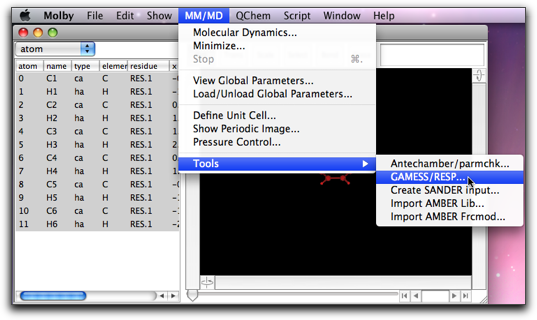 Molby File Edit Show MM/MD QChem Script Window Help
atom
Molecular Dynamics...
Minimize...
Stop ⌘.
View Global Parameters...
Load/Unload Global Parameters...
Define Unit Cell...
Show Periodic Image...
Pressure Control...
Tools
Antechamber/parmchk...
GAMESS/RESP...
Create SANDER input...
Import AMBER Lib...
Import AMBER Frcmod...
atom name type elemer residue x
0 C1 ca C RES.1 -0
1 H1 ha H RES.1 -0
2 C2 ca C RES.1 0.
3 H2 ha H RES.1 1
4 C3 ca C RES.1 1
5 H3 ha H RES.1 2
6 C4 ca C RES.1 0
7 H4 ha H RES.1 1
8 C5 ca C RES.1 -0
9 H5 ha H RES.1 -1
10 C6 ca C RES.1 -1
11 H6 ha H RES.1 -2